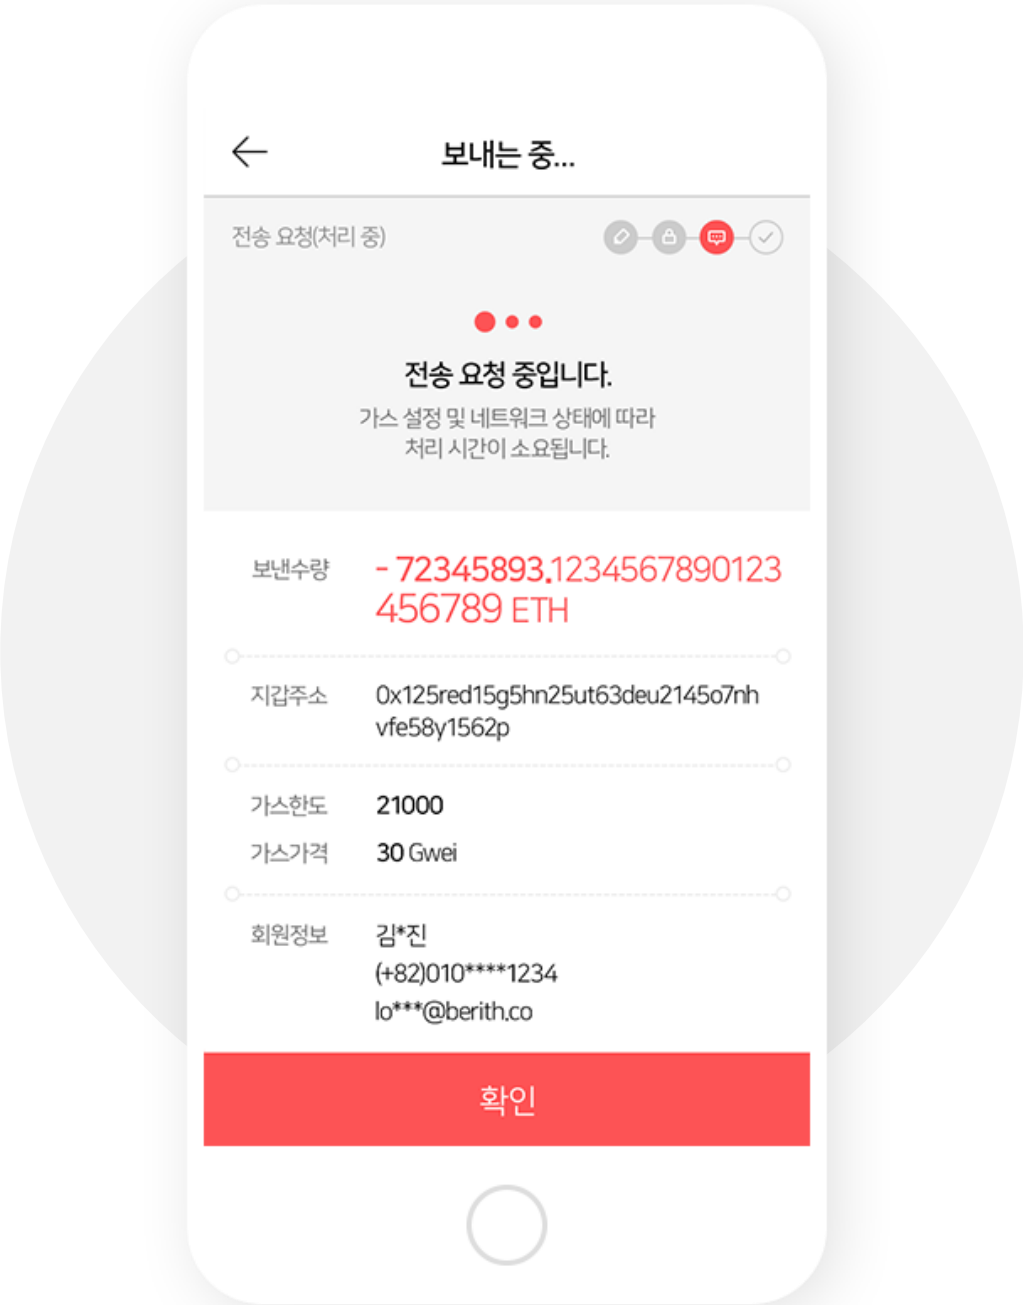 보내는 중...
전송 요청(처리 중)
전송 요청 중입니다.
가스 설정 및 네트워크 상태에 따라
처리 시간이 소요됩니다.
보낸수량 - 72345893.1234567890123
456789 ETH
지갑주소 0x125red15g5hn25ut63deu2145o7nh
vfe58y1562p
가스한도 21000
가스가격 30 Gwei
회원정보 김*진
(+82)010****1234
lo***@berith.co
확인